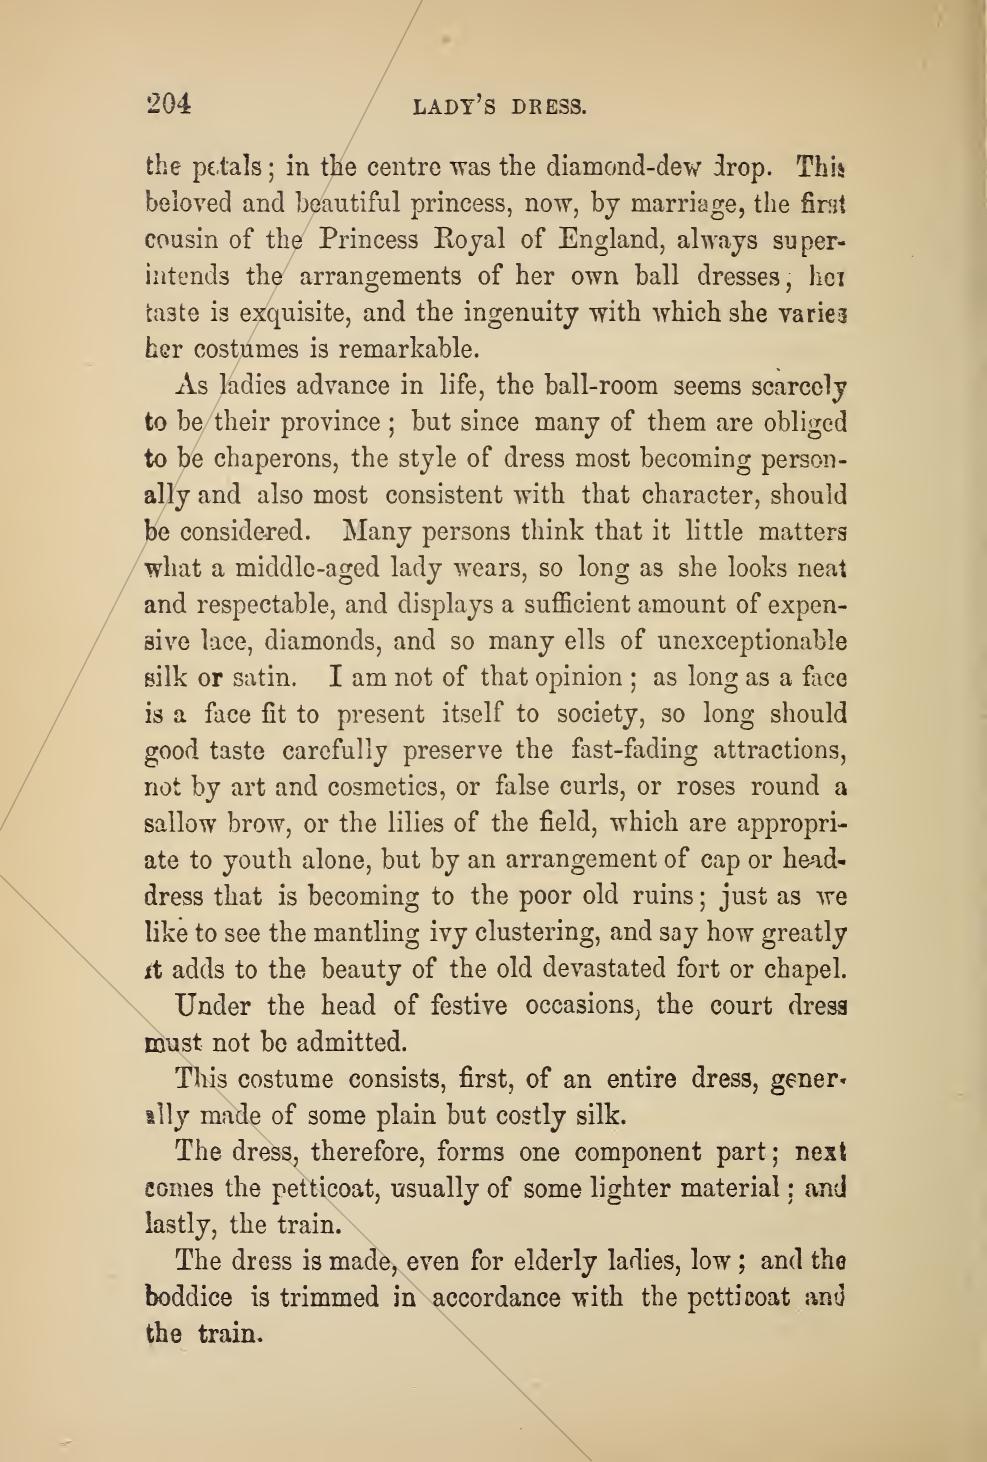 204 LADY'S DRESS.
the petals; in the centre was the diamond-dew drop. This
beloved and beautiful princess, now, by marriage, the first
cousin of the Princess Royal of England, always super-
intends the arrangements of her own ball dresses; her
taste is exquisite, and the ingenuity with which she varies
her costumes is remarkable.
As ladies advance in life, the ball-room seems scarcely
to be their province; but since many of them are obliged
to be chaperons, the style of dress most becoming person-
ally and also most consistent with that character, should
be considered. Many persons think that it little matters
what a middle-aged lady wears, so long as she looks neat
and respectable, and displays a sufficient amount of expen-
sive lace, diamonds, and so many ells of unexceptionable
silk or satin. I am not of that opinion; as long as a face
is a face fit to present itself to society, so long should
good taste carefully preserve the fast-fading attractions,
not by art and cosmetics, or false curls, or roses round a
sallow brow, or the lilies of the field, which are appropri-
ate to youth alone, but by an arrangement of cap or head-
dress that is becoming to the poor old ruins; just as we
like to see the mantling ivy clustering, and say how greatly
it adds to the beauty of the old devastated fort or chapel.
Under the head of festive occasions, the court dress
must not be admitted.
This costume consists, first, of an entire dress, gener-
ally made of some plain but costly silk.
The dress, therefore, forms one component part; next
comes the petticoat, usually of some lighter material; and
lastly, the train.
The dress is made, even for elderly ladies, low; and the
boddice is trimmed in accordance with the petticoat and
the train.